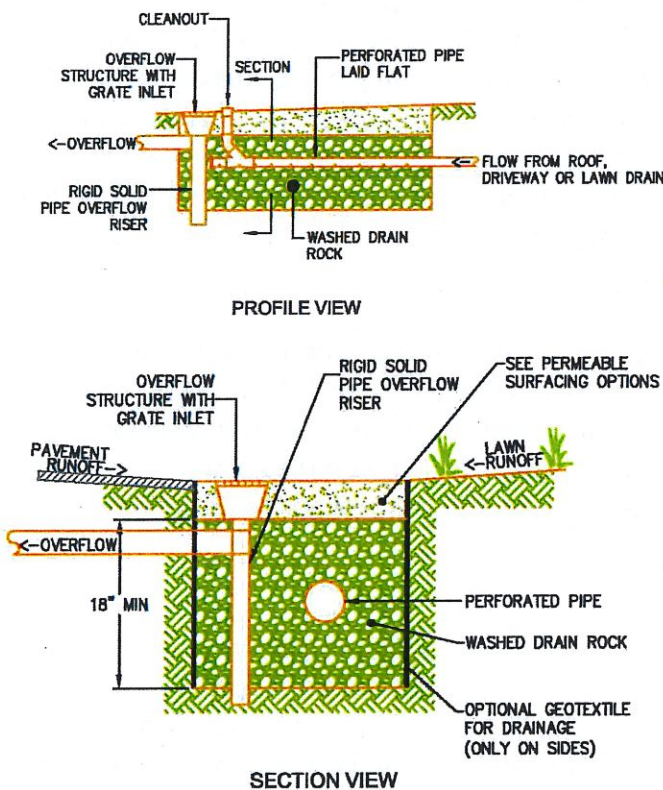 CLEANOUT
OVERFLOW
STRUCTURE WITH
GRATE INLET
SECTION
PERFORATED PIPE
LAID FLAT
<-OVERFLOW
FLOW FROM ROOF,
DRIVEWAY OR LAWN DRAIN
RIGID SOLID
PIPE OVERFLOW
RISER
WASHED DRAIN
ROCK
PROFILE VIEW
OVERFLOW
STRUCTURE WITH
GRATE INLET
RIGID SOLID
PIPE OVERFLOW
RISER
SEE PERMEABLE
SURFACING OPTIONS
PAVEMENT
RUNOFF->
LAWN
<-RUNOFF
<-OVERFLOW
18" MIN
PERFORATED PIPE
WASHED DRAIN ROCK
OPTIONAL GEOTEXTILE
FOR DRAINAGE
(ONLY ON SIDES)
SECTION VIEW